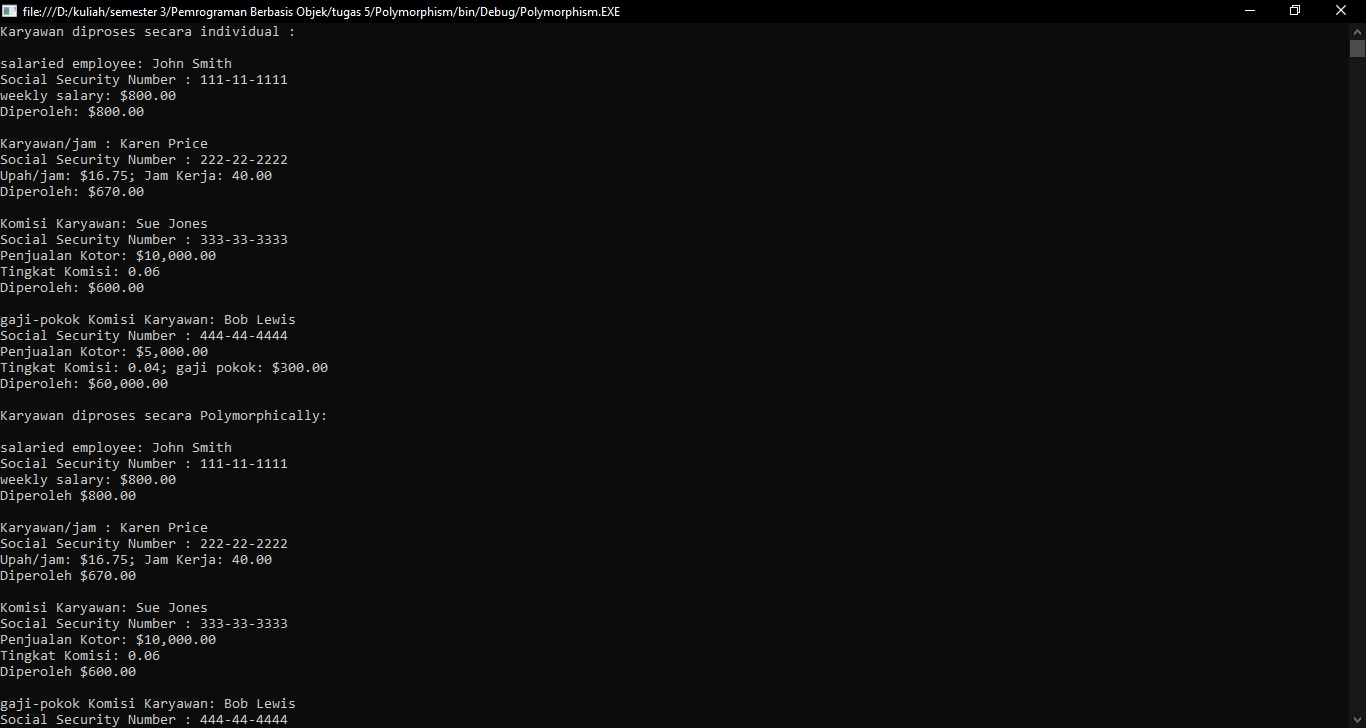 file:///D:/kuliah/semester 3/Pemrograman Berbasis Objek/tugas 5/Polymorphism/bin/Debug/Polymorphism.EXE
Karyawan diproses secara individual :
salaried employee: John Smith
Social Security Number : 111-11-1111
weekly salary: $800.00
Diperoleh: $800.00
Karyawan/jam : Karen Price
Social Security Number : 222-22-2222
Upah/jam: $16.75; Jam Kerja: 40.00
Diperoleh: $670.00
Komisi Karyawan: Sue Jones
Social Security Number : 333-33-3333
Penjualan Kotor: $10,000.00
Tingkat Komisi: 0.06
Diperoleh: $600.00
gaji-pokok Komisi Karyawan: Bob Lewis
Social Security Number : 444-44-4444
Penjualan Kotor: $5,000.00
Tingkat Komisi: 0.04; gaji pokok: $300.00
Diperoleh: $60,000.00
Karyawan diproses secara Polymorphically:
salaried employee: John Smith
Social Security Number : 111-11-1111
weekly salary: $800.00
Diperoleh $800.00
Karyawan/jam : Karen Price
Social Security Number : 222-22-2222
Upah/jam: $16.75; Jam Kerja: 40.00
Diperoleh $670.00
Komisi Karyawan: Sue Jones
Social Security Number : 333-33-3333
Penjualan Kotor: $10,000.00
Tingkat Komisi: 0.06
Diperoleh $600.00
gaji-pokok Komisi Karyawan: Bob Lewis
Social Security Number : 444-44-4444